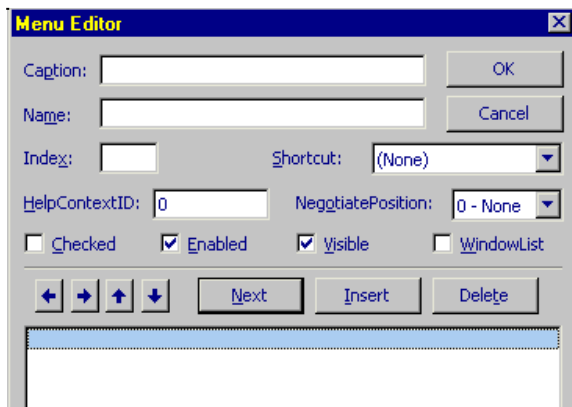 Menu Editor
Caption: OK
Name: Cancel
Index: Shortcut: (None)
HelpContextID: 0 NegotiatePosition: 0 - None
Checked Enabled Visible WindowList
Next Insert Delete